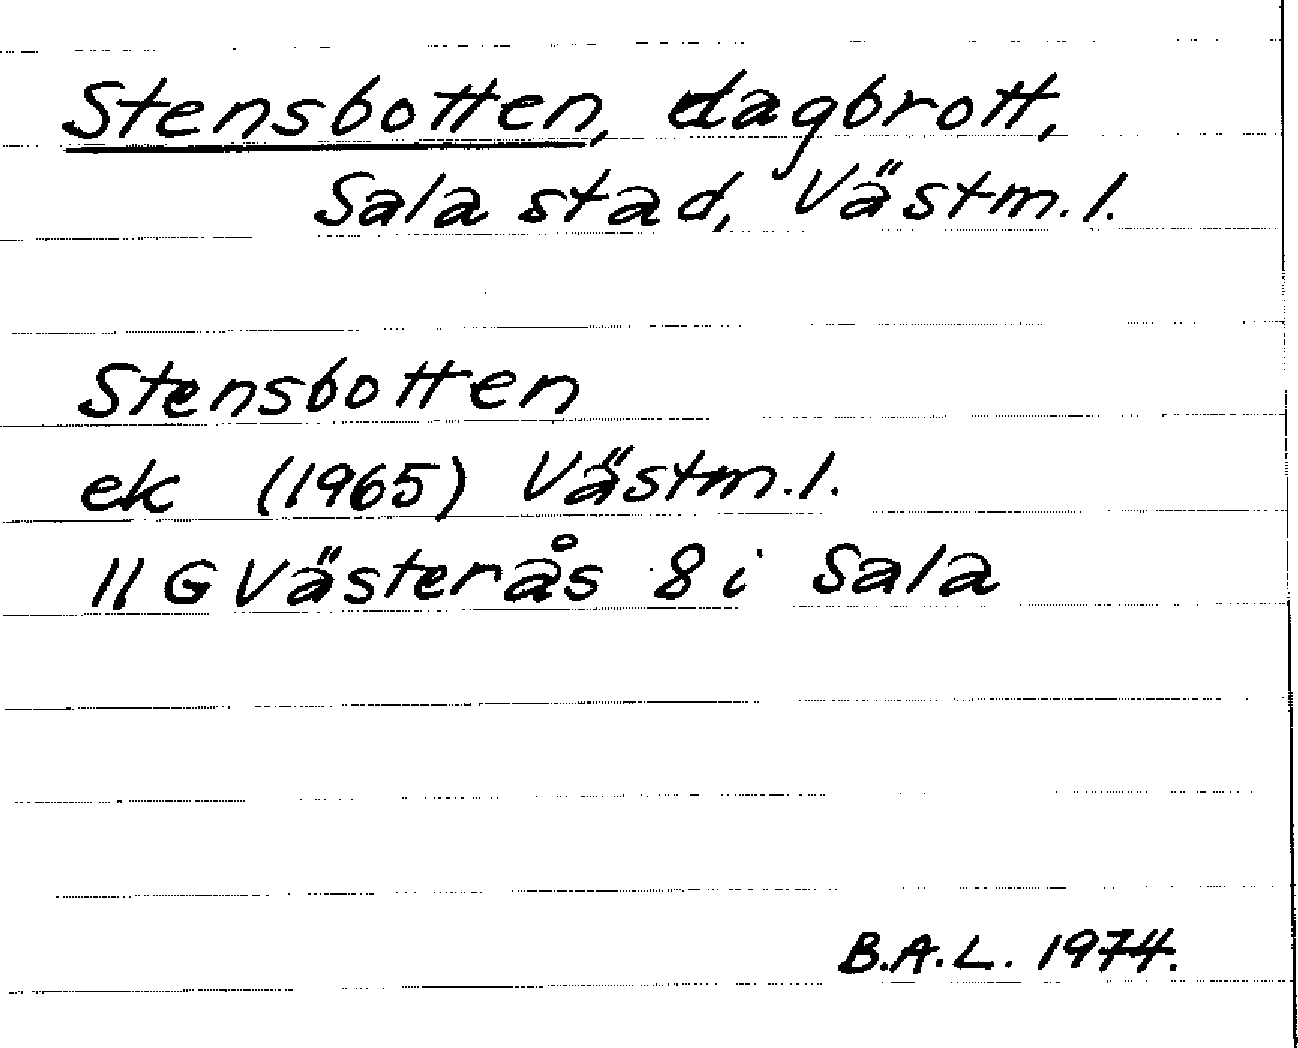 Stensbotten, dagbrott,
Sala stad, Västm. l.
Stensbotten
ek (1965) Västm. l.
11 G Västerås 8 i Sala
B.A.L. 1974.